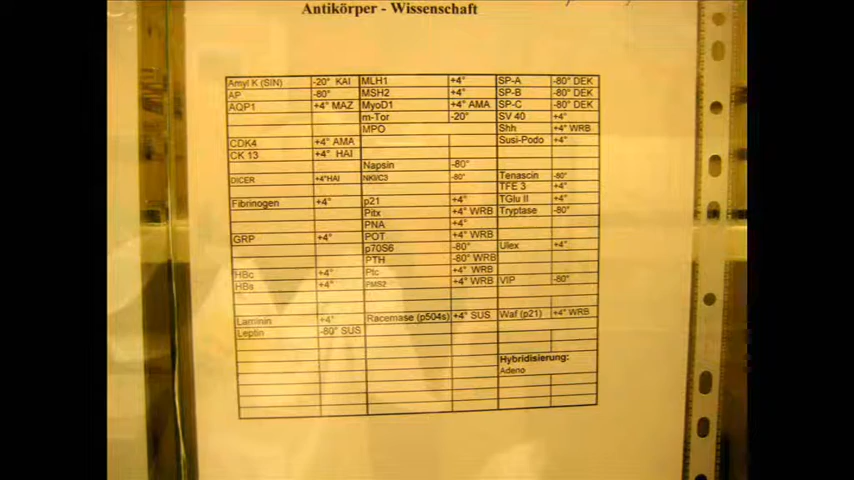 Antikörper - Wissenschaft
Amyl K (SIN) -20° KAI MLH1 +4° SP-A -80° DEK
AP -80° MSH2 +4° SP-B -80° DEK
AQP1 +4° MAZ MyoD1 +4° AMA SP-C -80° DEK
m-Tor -20° SV 40 +4°
MPO Shh +4° WRB
CDK4 +4° AMA Susi-Podo +4°
CK 13 +4° HAI
Napsin -80°
DICER +4°HAI NKI/C3 -80° Tenascin -80°
TFE 3 +4°
Fibrinogen +4° p21 +4° TGlu II +4°
Pitx +4° WRB Tryptase -80°
PNA +4°
GRP +4° POT +4° WRB
p70S6 -80° Ulex +4°
PTH -80° WRB
HBc +4° Ptc +4° WRB
HBs +4° PMS2 +4° WRB VIP -80°
Laminin +4° Racemase (p504s) +4° SUS Waf (p21) +4° WRB
Leptin -80° SUS
Hybridisierung:
Adeno